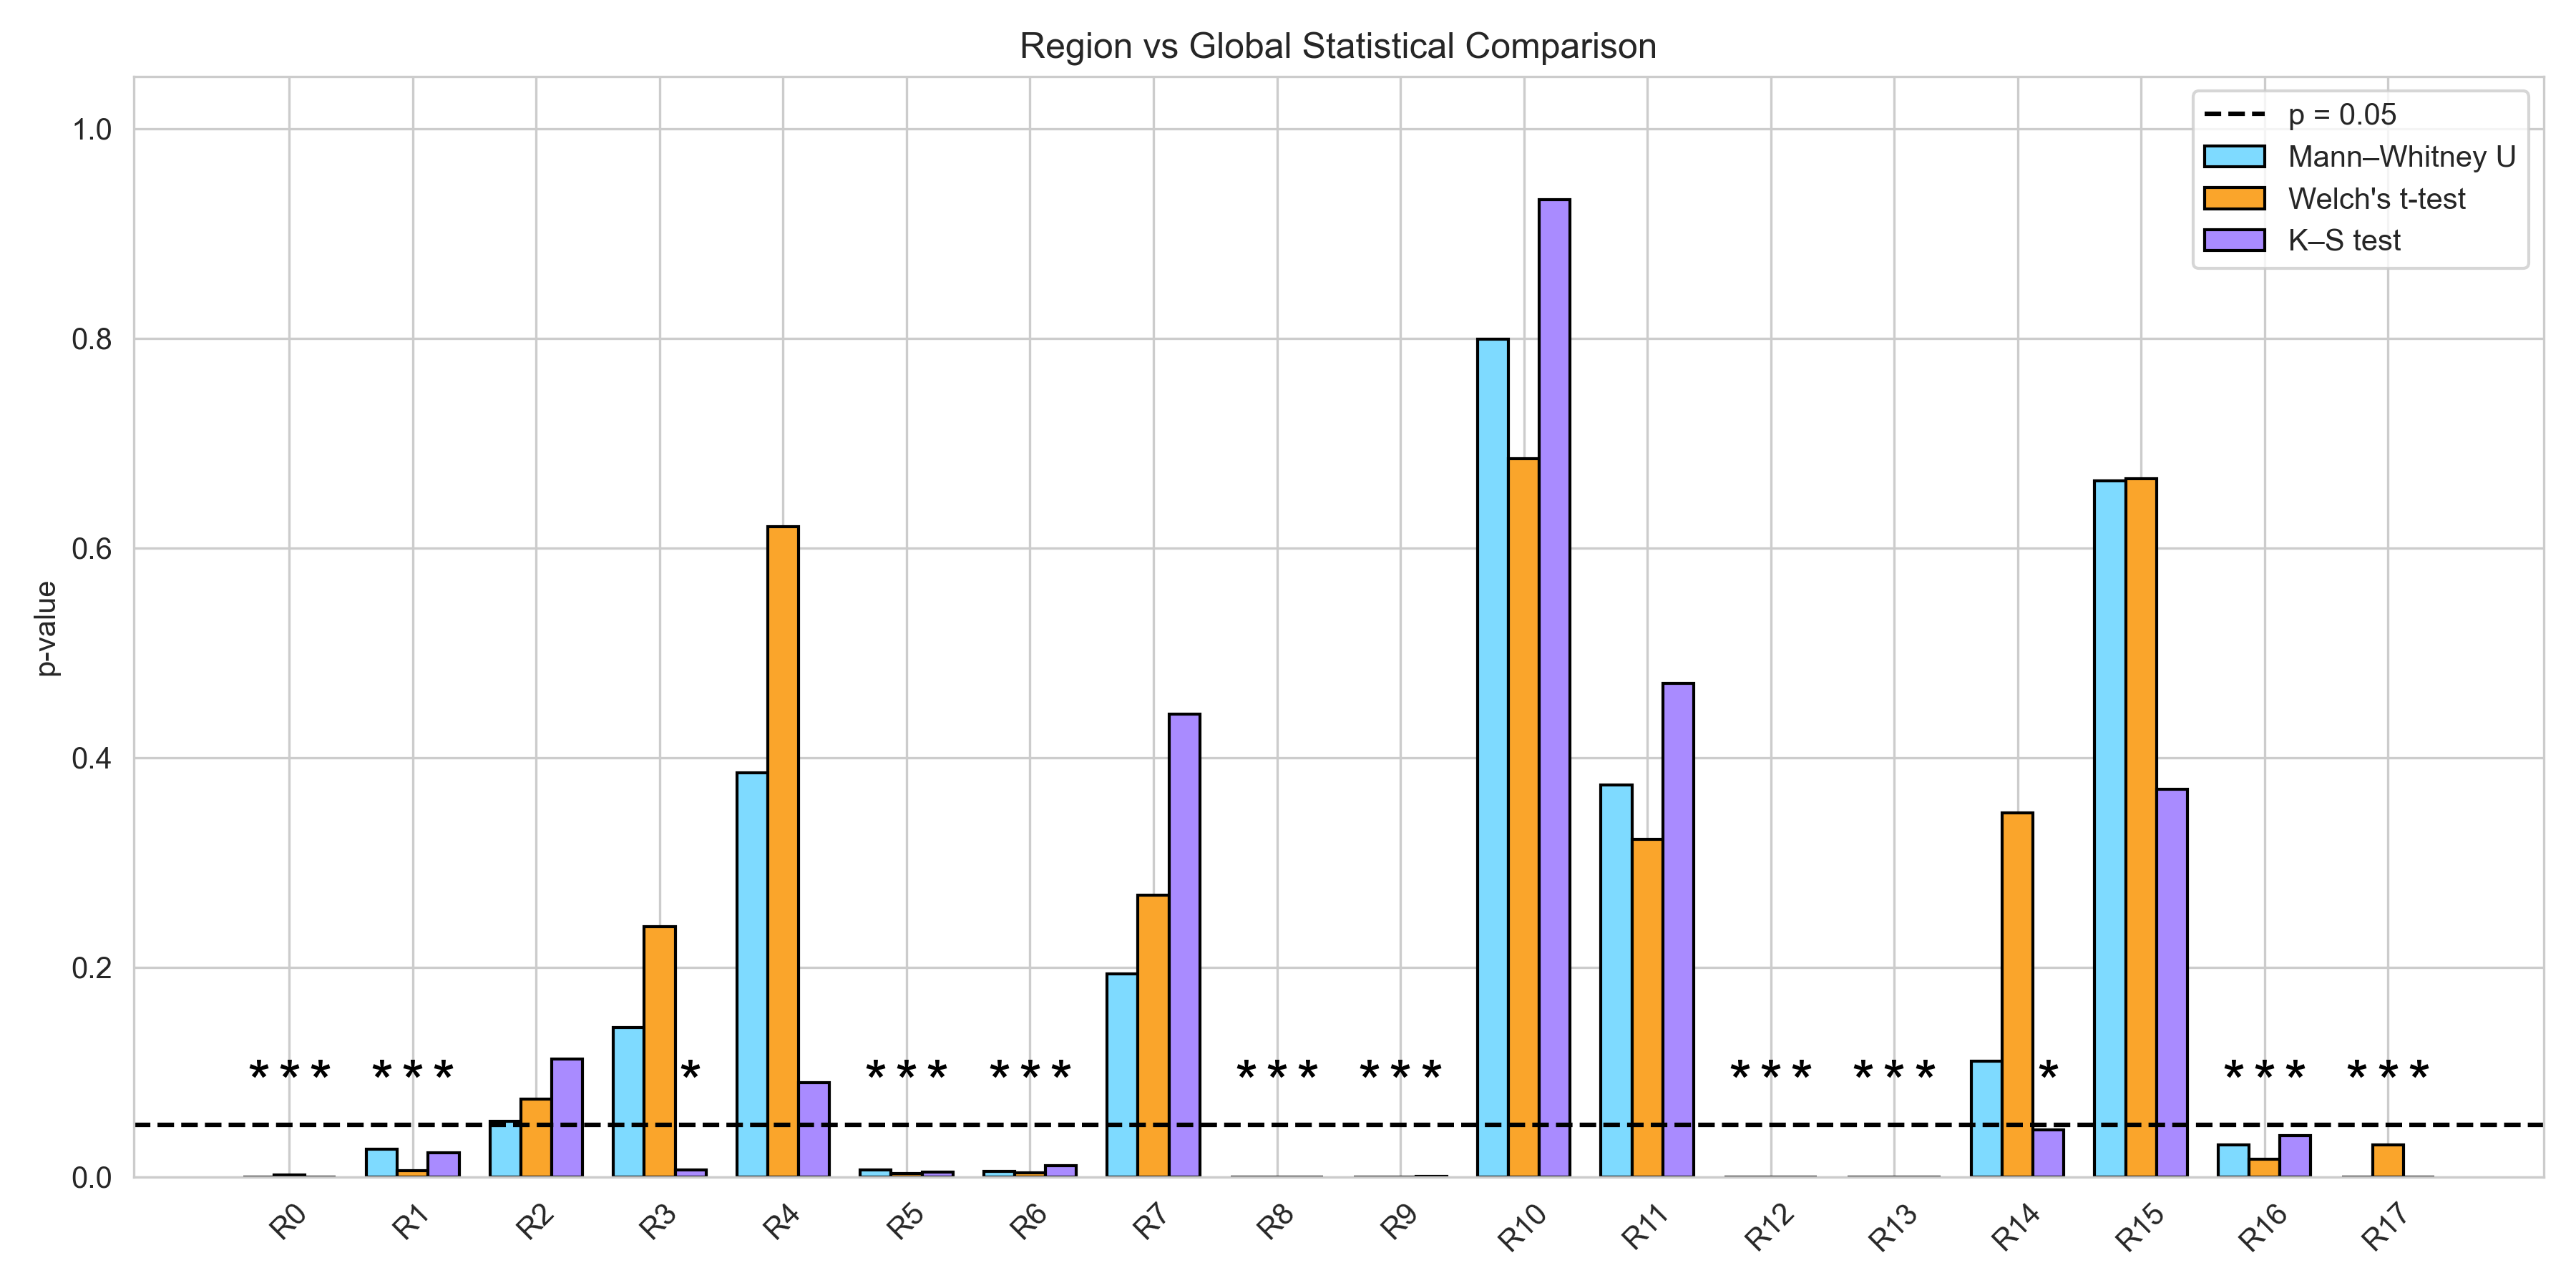 Region vs Global Statistical Comparison
p = 0.05
Mann–Whitney U
Welch's t-test
K–S test
p-value
1.0
0.8
0.6
0.4
0.2
0.0
* * * * * * * * * * * * * * * * * * * * * * * * * * * * *
R0 R1 R2 R3 R4 R5 R6 R7 R8 R9 R10 R11 R12 R13 R14 R15 R16 R17